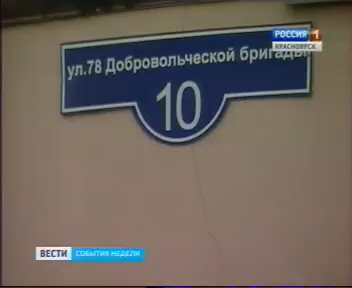 РОССИЯ 1
КРАСНОЯРСК
ул.78 Добровольческой бригады
10
ВЕСТИ СОБЫТИЯ НЕДЕЛИ